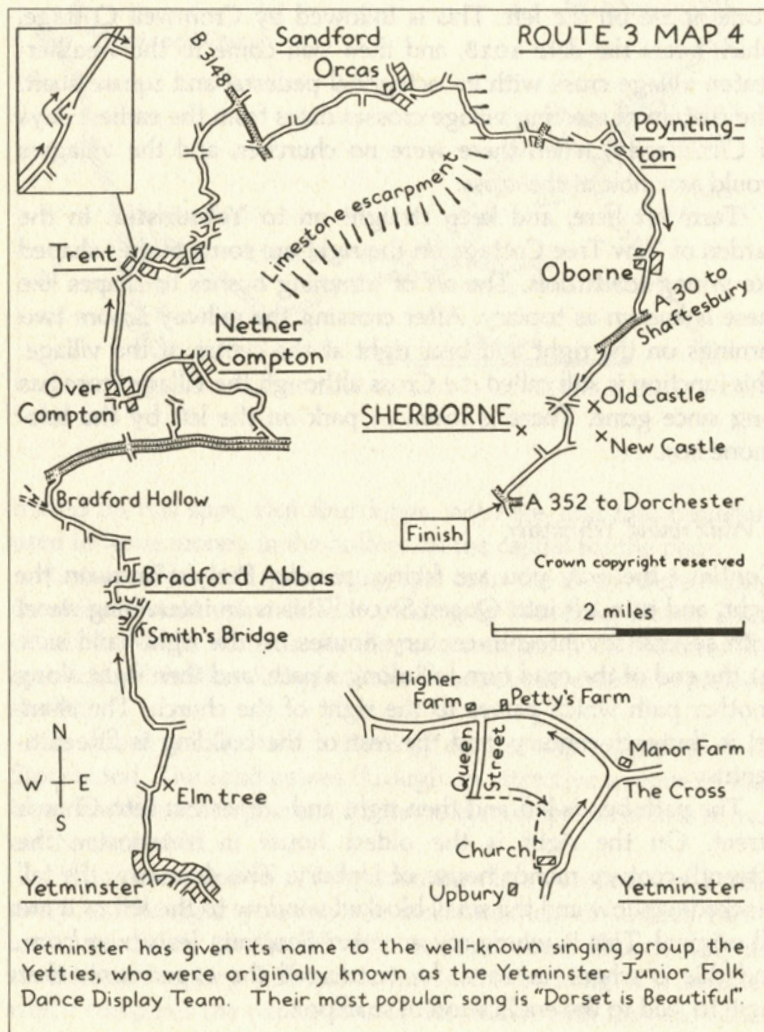 ROUTE 3 MAP 4
Sandford
Orcas
B 3148
Poynting-
ton
Limestone escarpment
Trent
Oborne
A 30 to
Shaftesbury
Nether
Compton
Over
Compton
Old Castle
SHERBORNE
New Castle
Bradford Hollow
A 352 to Dorchester
Finish
Crown copyright reserved
Bradford Abbas
2 miles
Smith's Bridge
Higher
Farm
Petty's Farm
Queen
Street
Manor Farm
The Cross
N
W E
S
Elm tree
Church
Upbury
Yetminster
Yetminster
Yetminster has given its name to the well-known singing group the
Yetties, who were originally known as the Yetminster Junior Folk
Dance Display Team. Their most popular song is "Dorset is Beautiful".